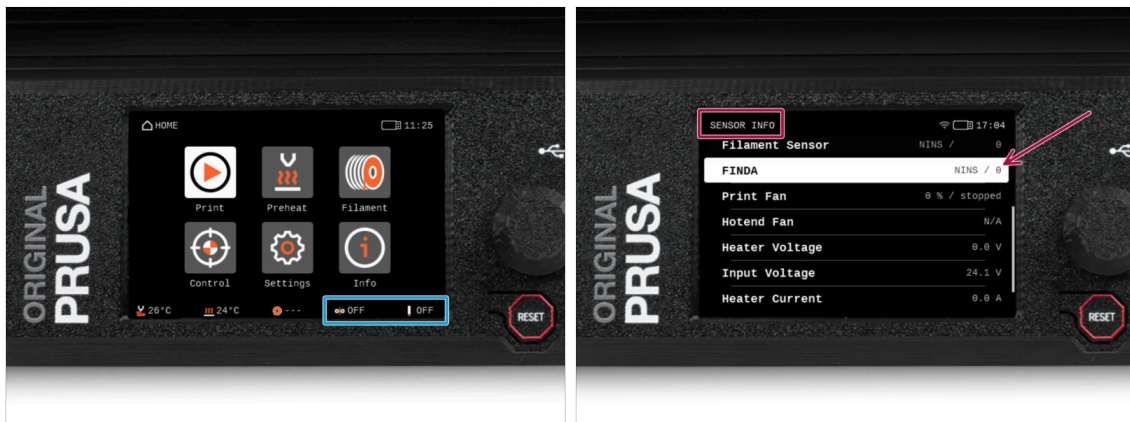 HOME
11:25
Print
Preheat
Filament
Control
Settings
Info
26°C
24°C
---
OFF
OFF
ORIGINAL
PRUSA
RESET
SENSOR INFO
17:04
Filament Sensor NINS / 0
FINDA NINS / 0
Print Fan 0 % / stopped
Hotend Fan N/A
Heater Voltage 0.0 V
Input Voltage 24.1 V
Heater Current 0.0 A
ORIGINAL
PRUSA
RESET